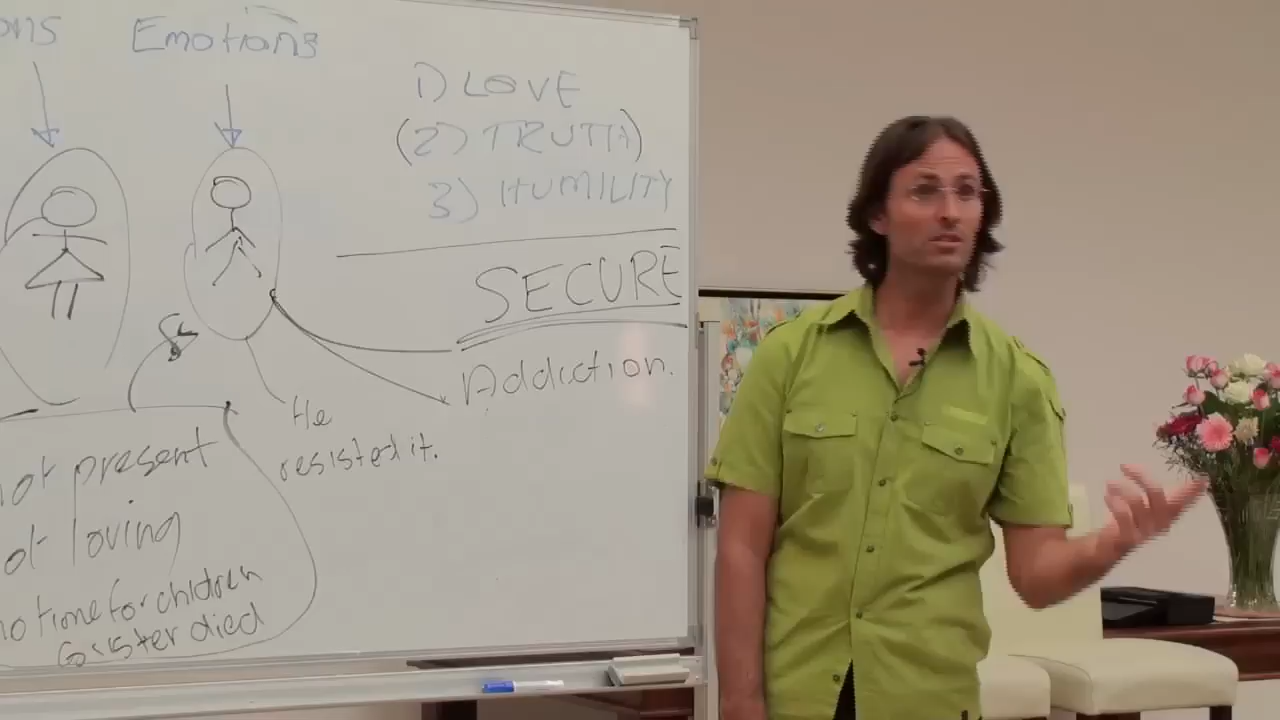 Emotions
1) LOVE
(2) TRUTH)
3) HUMILITY
SECURE
Addiction.
He
resisted it.
not present
not loving
no time for children
sister died